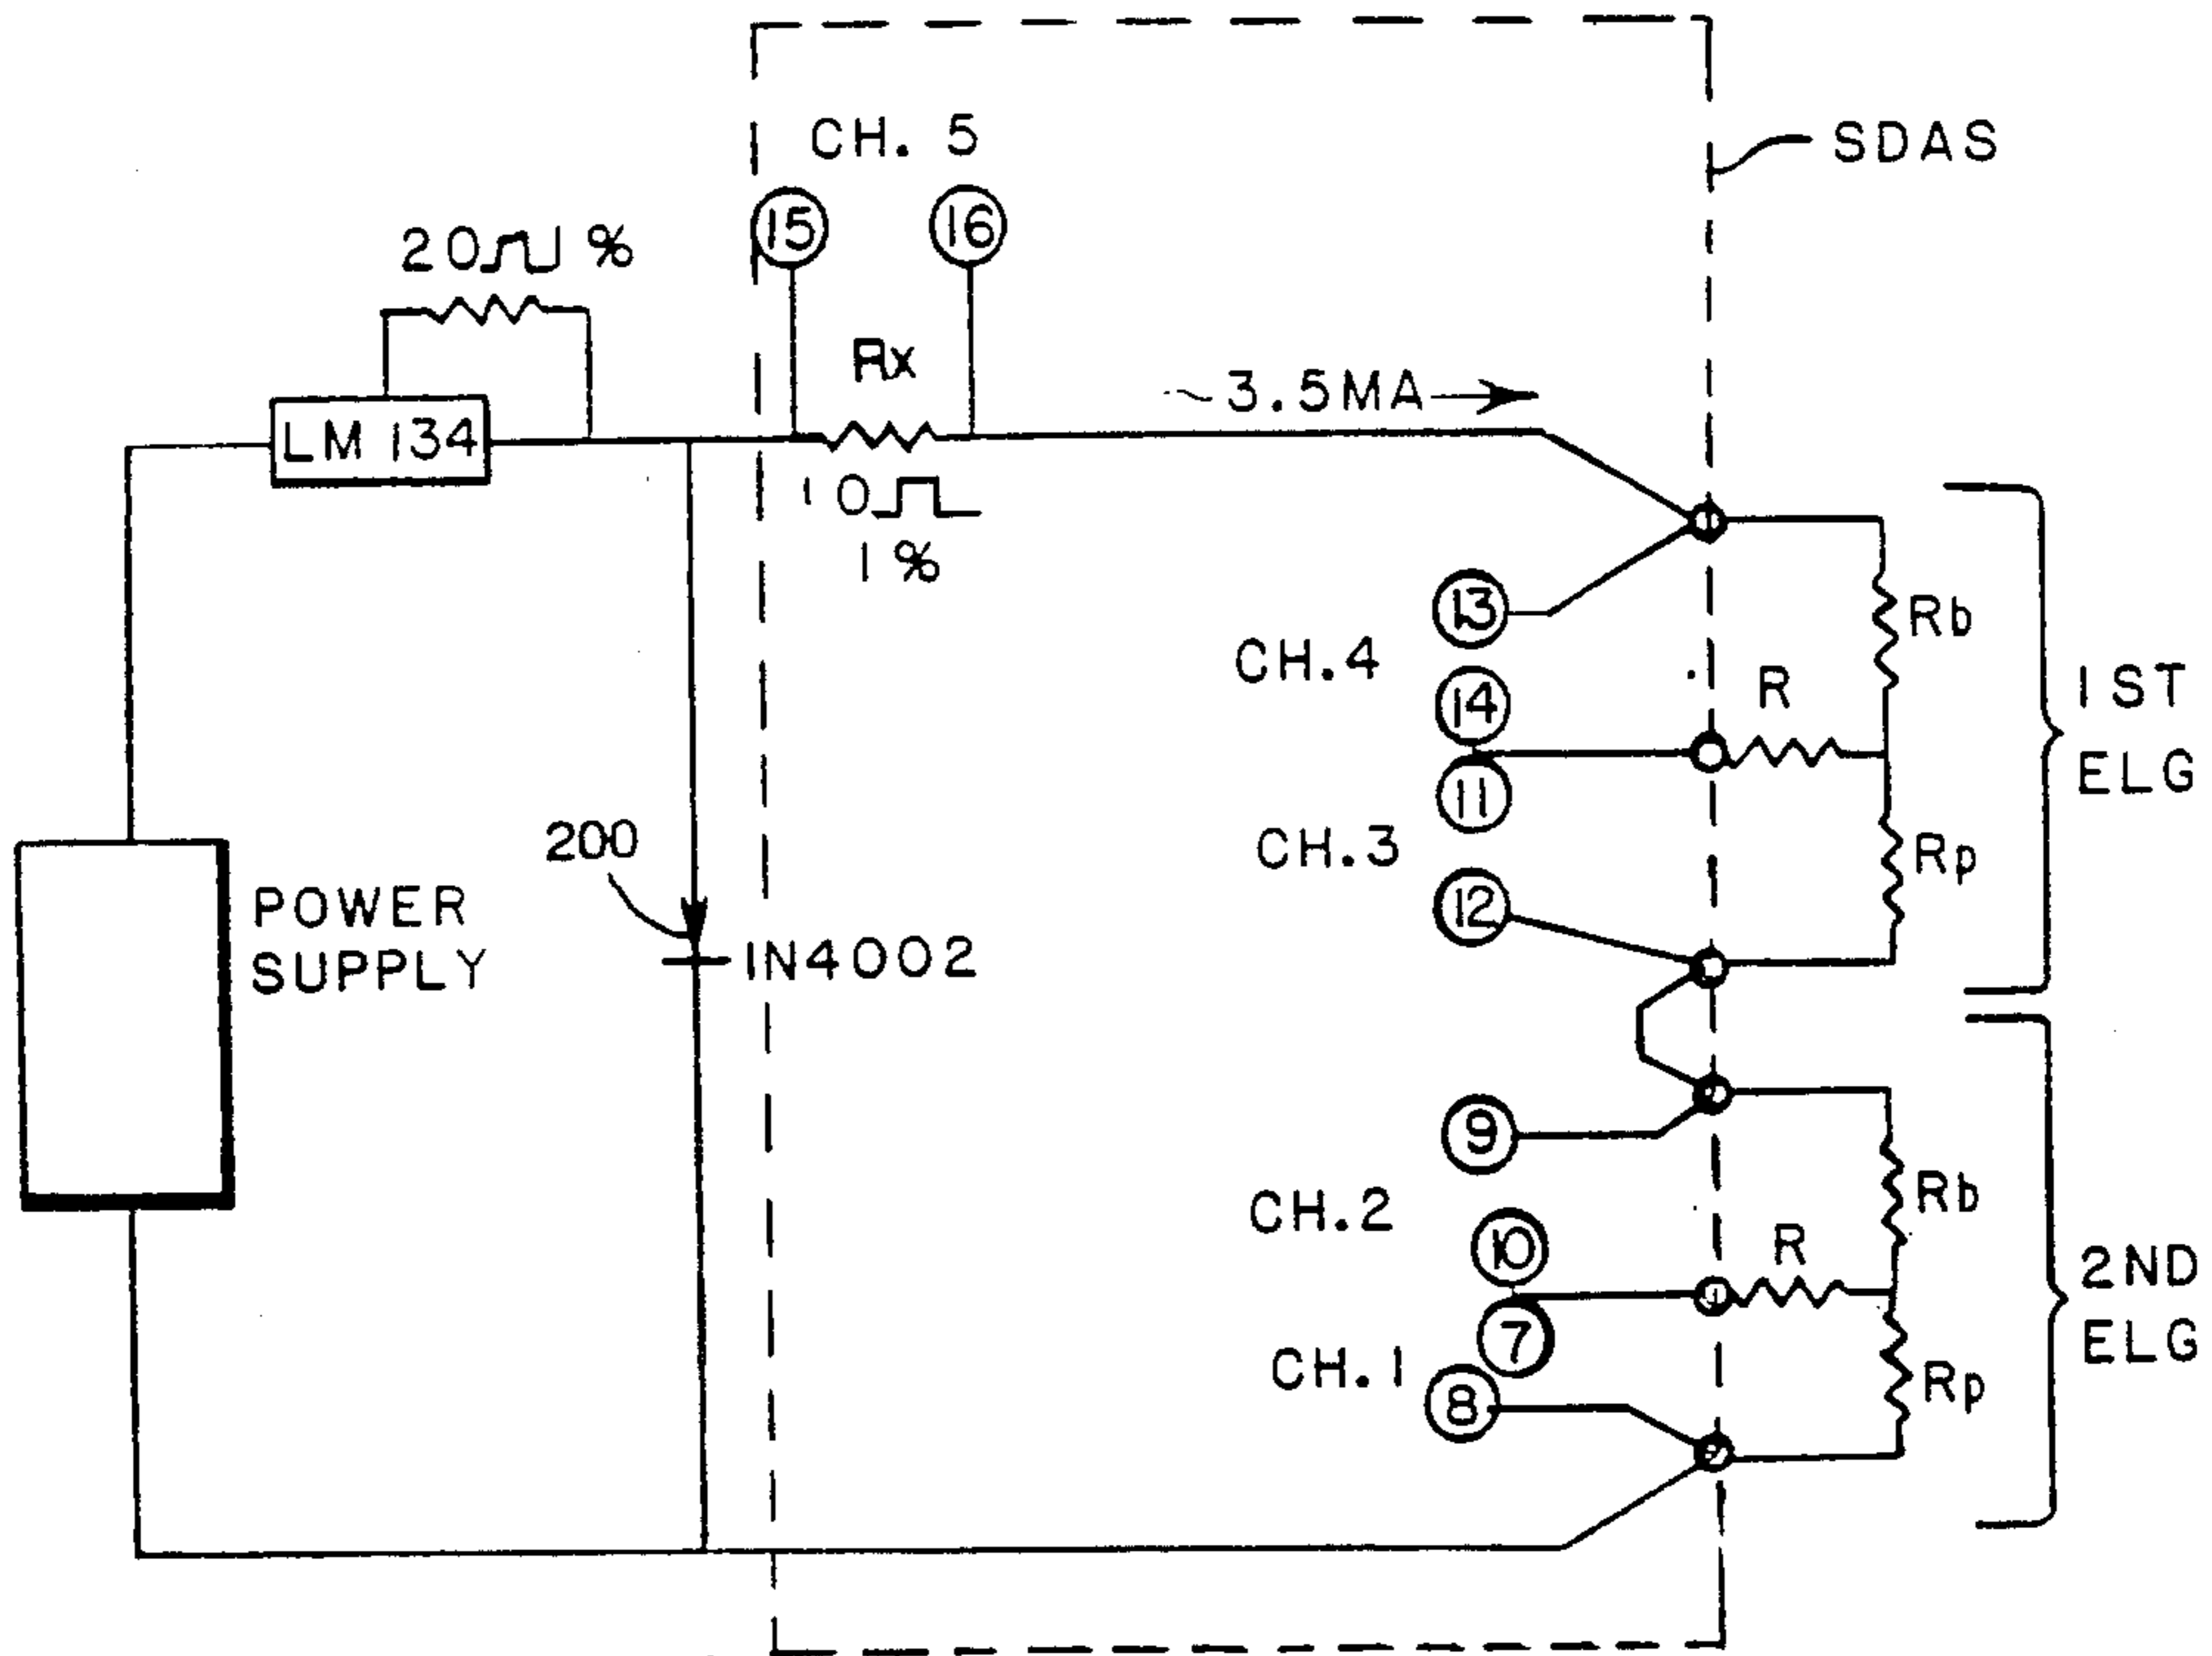 CH. 5
SDAS
15
16
20Ω 1%
Rx
~3.5MA
LM 134
10Ω
1%
13
Rb
CH.4
14
R
1ST
ELG
11
CH.3
Rp
12
200
POWER
SUPPLY
1N4002
9
Rb
CH.2
10
R
2ND
ELG
7
CH.1
8
Rp